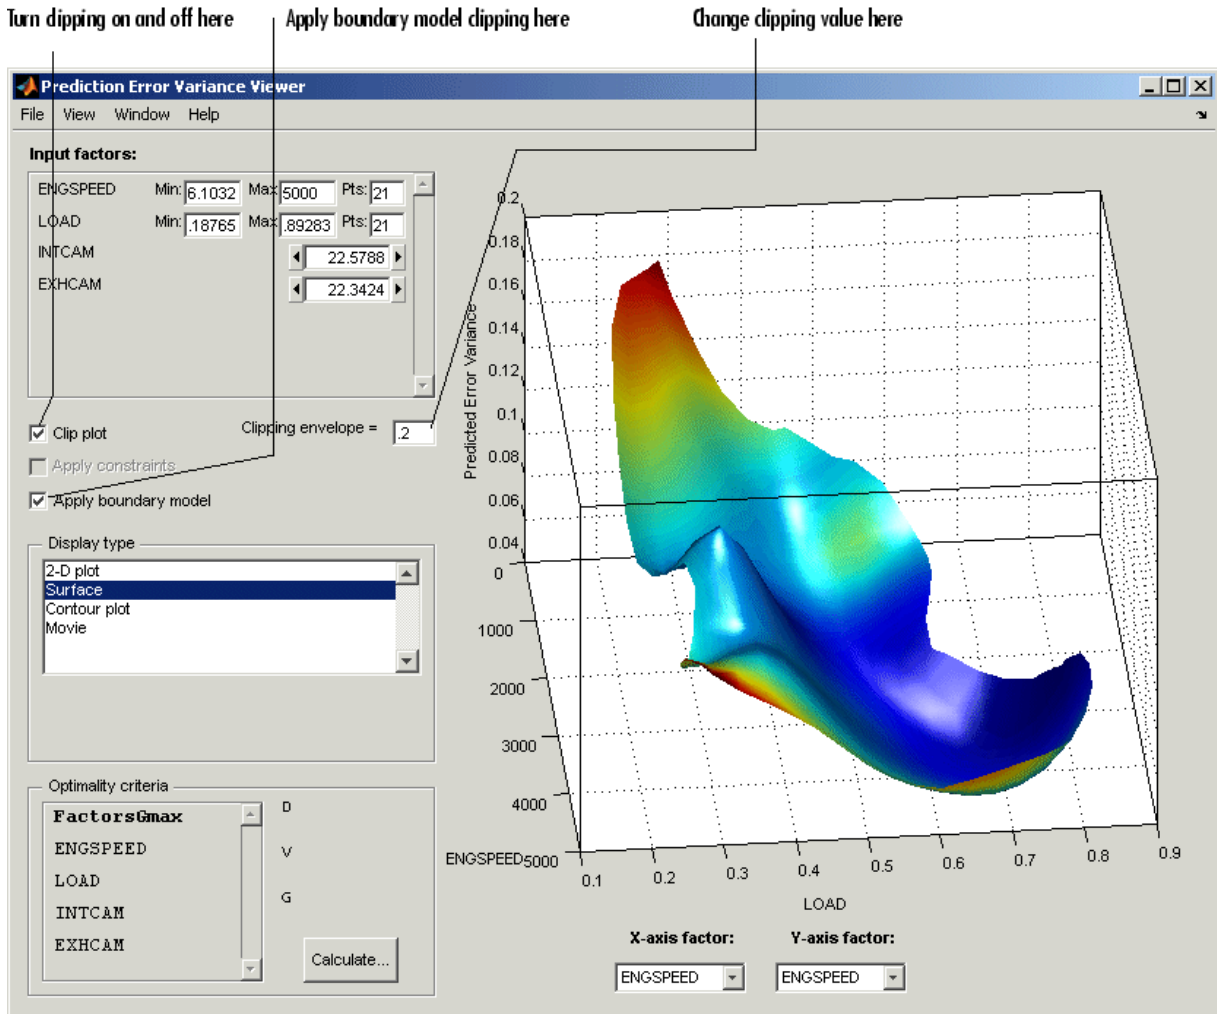 Turn clipping on and off here
Apply boundary model clipping here
Change clipping value here
Prediction Error Variance Viewer
File View Window Help
Input factors:
ENGSPEED Min: 6.1032 Max 5000 Pts: 21
LOAD Min: .18765 Max .89283 Pts: 21
INTCAM 22.5788
EXHCAM 22.3424
Clip plot
Clipping envelope = .2
Apply constraints
Apply boundary model
Display type
2-D plot
Surface
Contour plot
Movie
Optimality criteria
FactorsGmax
ENGSPEED
LOAD
INTCAM
EXHCAM
D
V
G
Calculate...
Predicted Error Variance
0.2
0.18
0.16
0.14
0.12
0.1
0.08
0.06
0.04
0
1000
2000
3000
4000
5000
ENGSPEED
0.1 0.2 0.3 0.4 0.5 0.6 0.7 0.8 0.9
LOAD
X-axis factor: Y-axis factor:
ENGSPEED ENGSPEED